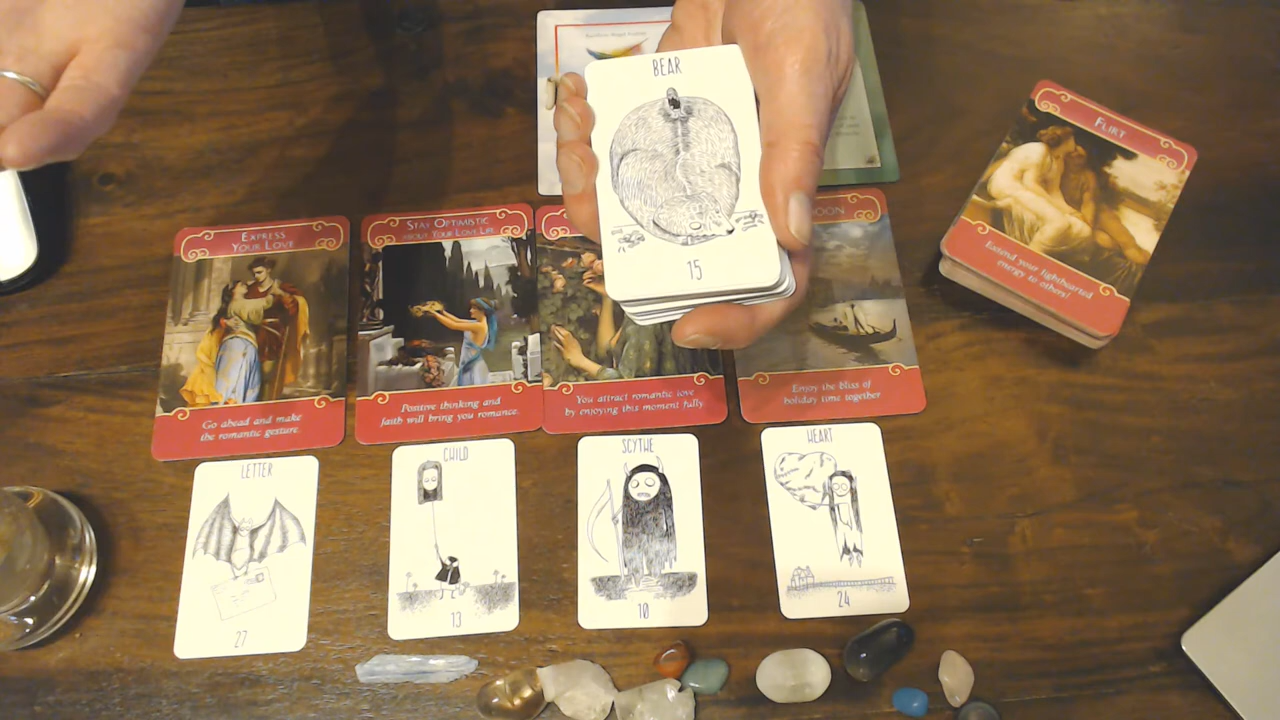 BEAR
15
FLIRT
Extend your lighthearted
energy to others!
EXPRESS
YOUR LOVE
Go ahead and make
the romantic gesture.
STAY OPTIMISTIC
ABOUT YOUR LOVE LIFE
Positive thinking and
faith will bring you romance.
You attract romantic love
by enjoying this moment fully.
OON
Enjoy the bliss of
holiday time together
LETTER
27
CHILD
13
SCYTHE
10
HEART
24